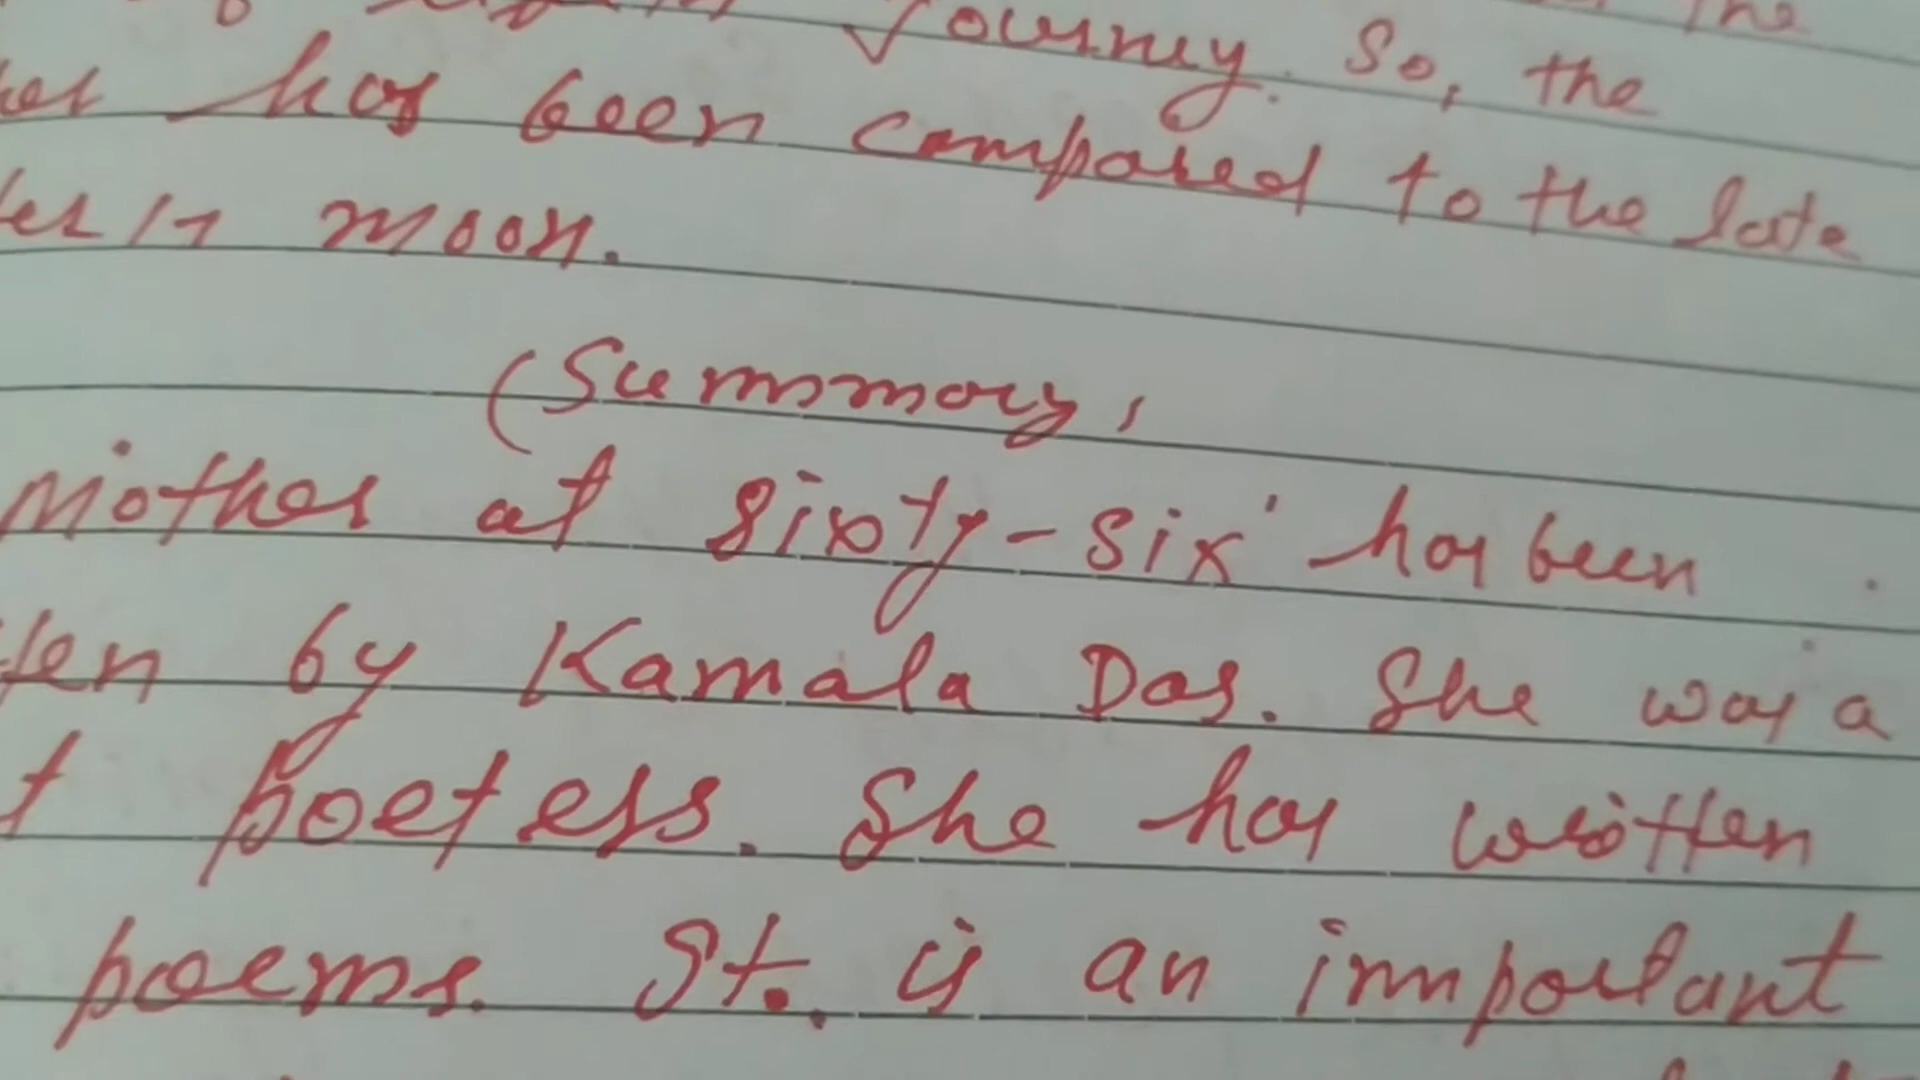 Journey. So, the
has been compared to the late
moon.
(Summary,
Mother at Sixty-six' has been
ten by Kamala Das. She was a
t poetess. She has written
poems. It. is an important